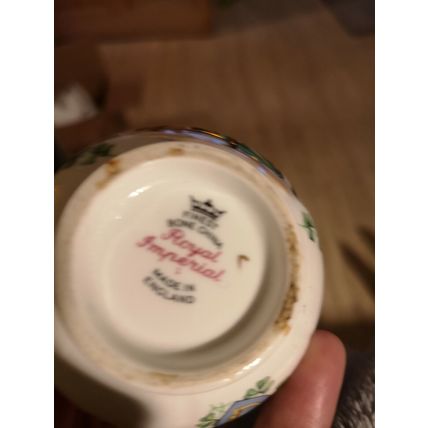 FINEST
BONE CHINA
Royal
Imperial
MADE IN
ENGLAND